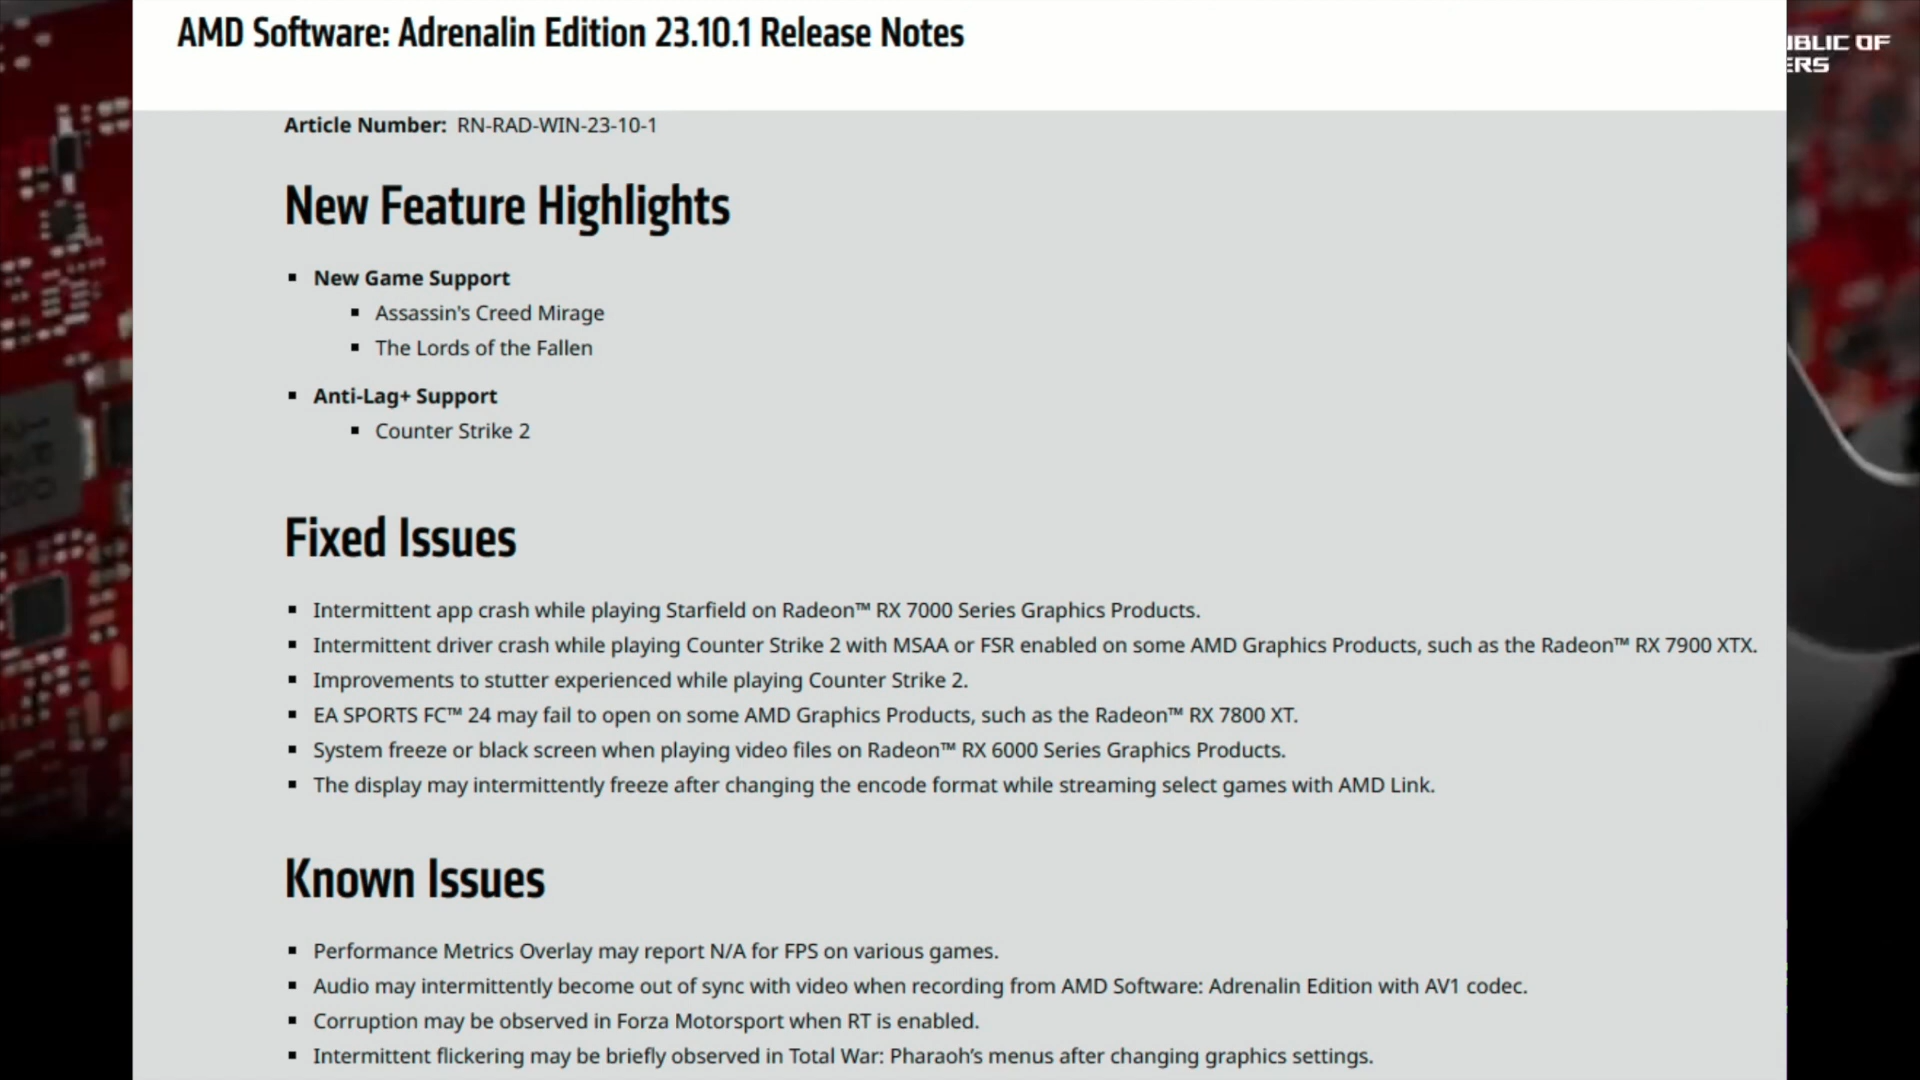 AMD Software: Adrenalin Edition 23.10.1 Release Notes
UBLIC OF
ERS
Article Number: RN-RAD-WIN-23-10-1
New Feature Highlights
New Game Support
Assassin's Creed Mirage
The Lords of the Fallen
Anti-Lag+ Support
Counter Strike 2
Fixed Issues
Intermittent app crash while playing Starfield on Radeon™ RX 7000 Series Graphics Products.
Intermittent driver crash while playing Counter Strike 2 with MSAA or FSR enabled on some AMD Graphics Products, such as the Radeon™ RX 7900 XTX.
Improvements to stutter experienced while playing Counter Strike 2.
EA SPORTS FC™ 24 may fail to open on some AMD Graphics Products, such as the Radeon™ RX 7800 XT.
System freeze or black screen when playing video files on Radeon™ RX 6000 Series Graphics Products.
The display may intermittently freeze after changing the encode format while streaming select games with AMD Link.
Known Issues
Performance Metrics Overlay may report N/A for FPS on various games.
Audio may intermittently become out of sync with video when recording from AMD Software: Adrenalin Edition with AV1 codec.
Corruption may be observed in Forza Motorsport when RT is enabled.
Intermittent flickering may be briefly observed in Total War: Pharaoh’s menus after changing graphics settings.